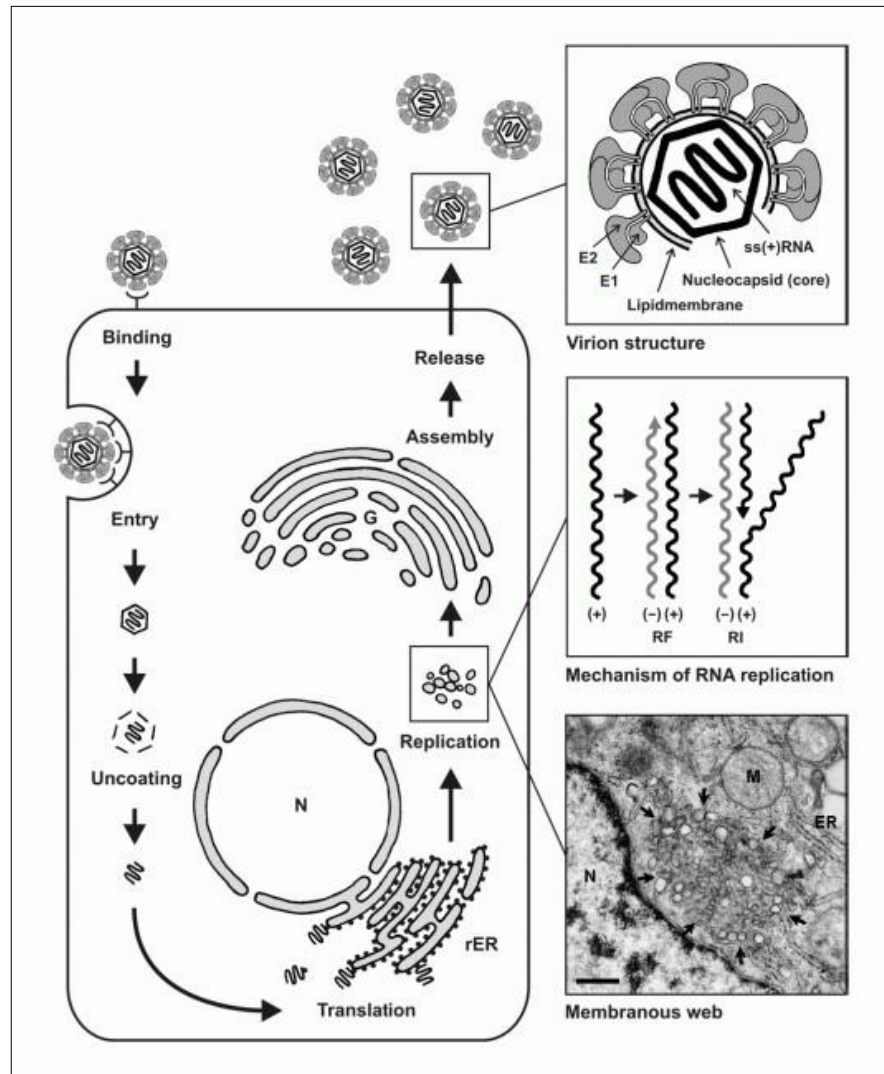 Binding
Entry
Uncoating
Translation
rER
N
Replication
G
Assembly
Release
E2
E1
ss(+)RNA
Nucleocapsid (core)
Lipidmembrane
Virion structure
(+) (−) (+) (−) (+)
RF RI
Mechanism of RNA replication
M
ER
N
Membranous web